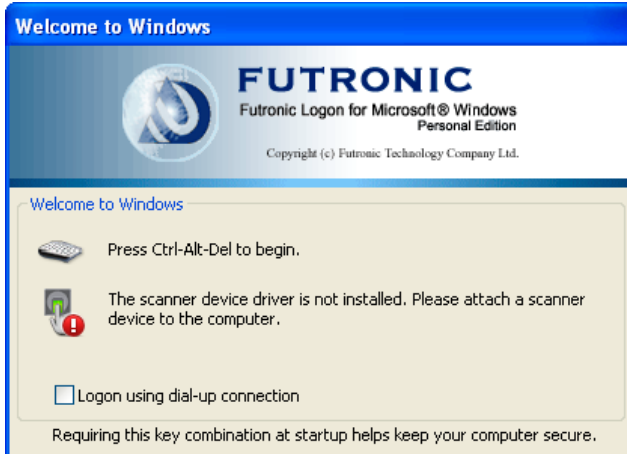 Welcome to Windows
FUTRONIC
Futronic Logon for Microsoft® Windows
Personal Edition
Copyright (c) Futronic Technology Company Ltd.
Welcome to Windows
Press Ctrl-Alt-Del to begin.
The scanner device driver is not installed. Please attach a scanner
device to the computer.
Logon using dial-up connection
Requiring this key combination at startup helps keep your computer secure.